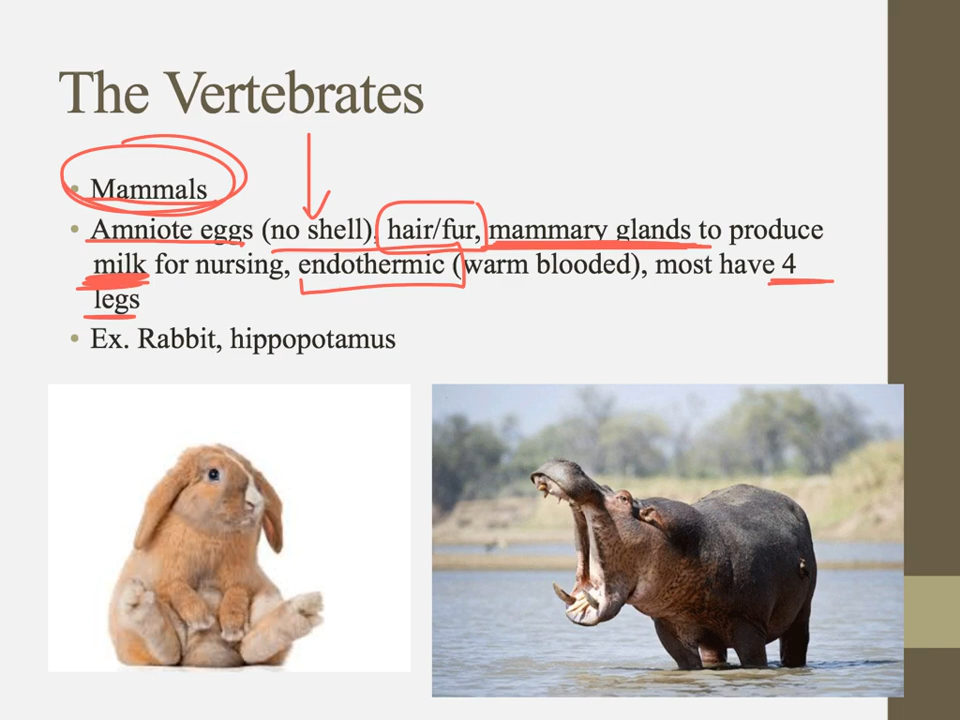 The Vertebrates
• Mammals
• Amniote eggs (no shell), hair/fur, mammary glands to produce
milk for nursing, endothermic (warm blooded), most have 4
legs
• Ex. Rabbit, hippopotamus